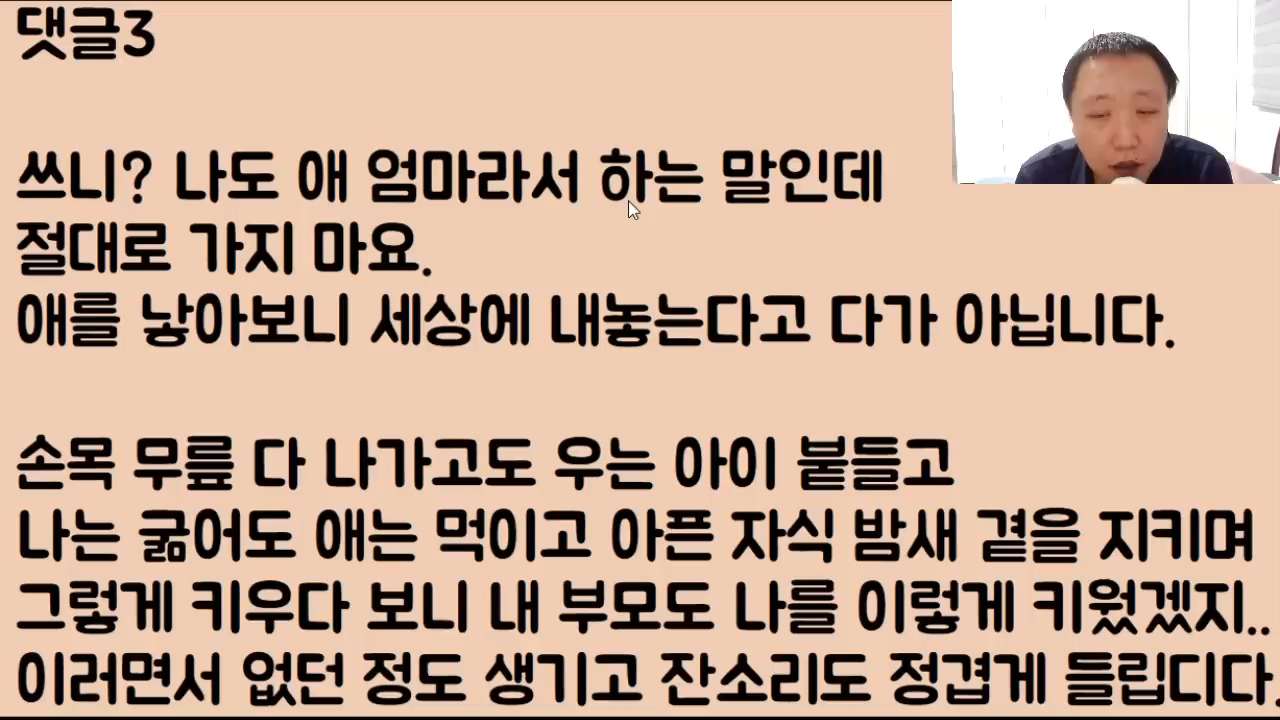 댓글3
쓰니? 나도 애 엄마라서 하는 말인데
절대로 가지 마요.
애를 낳아보니 세상에 내놓는다고 다가 아닙니다.
손목 무릎 다 나가고도 우는 아이 붙들고
나는 굶어도 애는 먹이고 아픈 자식 밤새 곁을 지키며
그렇게 키우다 보니 내 부모도 나를 이렇게 키웠겠지..
이러면서 없던 정도 생기고 잔소리도 정겹게 들립디다.